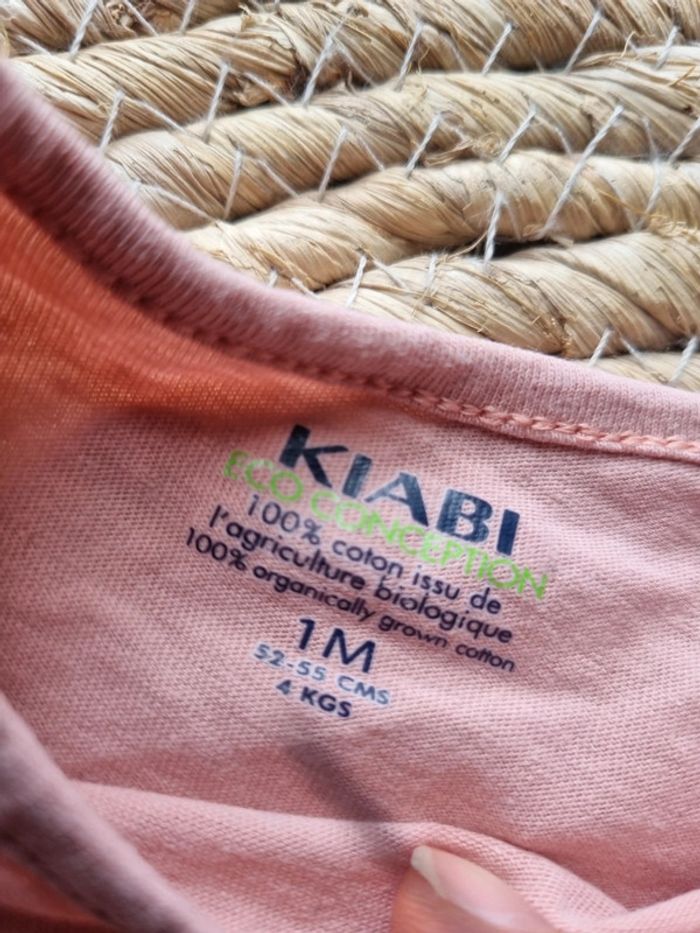 KIABI
ECO CONCEPTION
100% coton issu de
l'agriculture biologique
100% organically grown cotton
1M
52-55 CMS
4 KGS